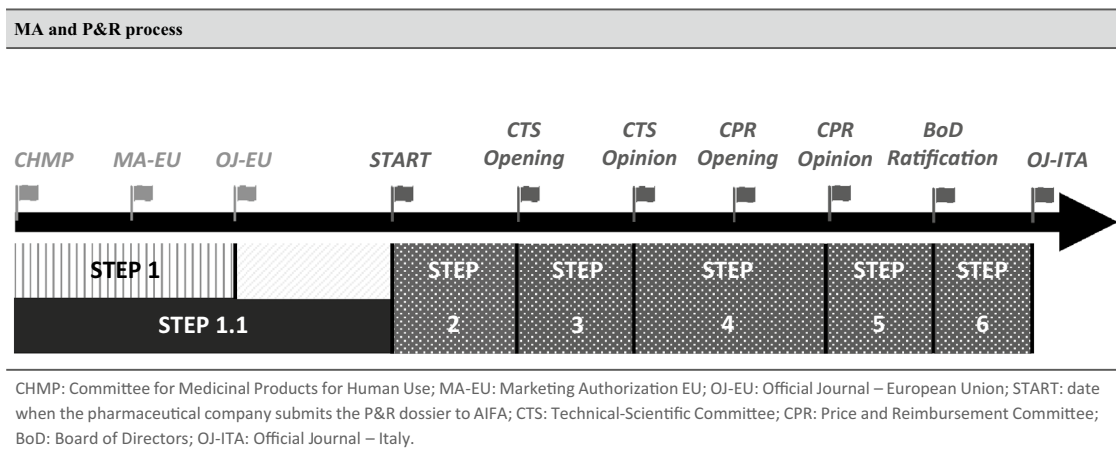 MA and P&R process
CTS CTS CPR CPR BoD
CHMP MA-EU OJ-EU START Opening Opinion Opening Opinion Ratification OJ-ITA
STEP 1 STEP STEP STEP STEP STEP
STEP 1.1 2 3 4 5 6
CHMP: Committee for Medicinal Products for Human Use; MA-EU: Marketing Authorization EU; OJ-EU: Official Journal – European Union; START: date
when the pharmaceutical company submits the P&R dossier to AIFA; CTS: Technical-Scientific Committee; CPR: Price and Reimbursement Committee;
BoD: Board of Directors; OJ-ITA: Official Journal – Italy.